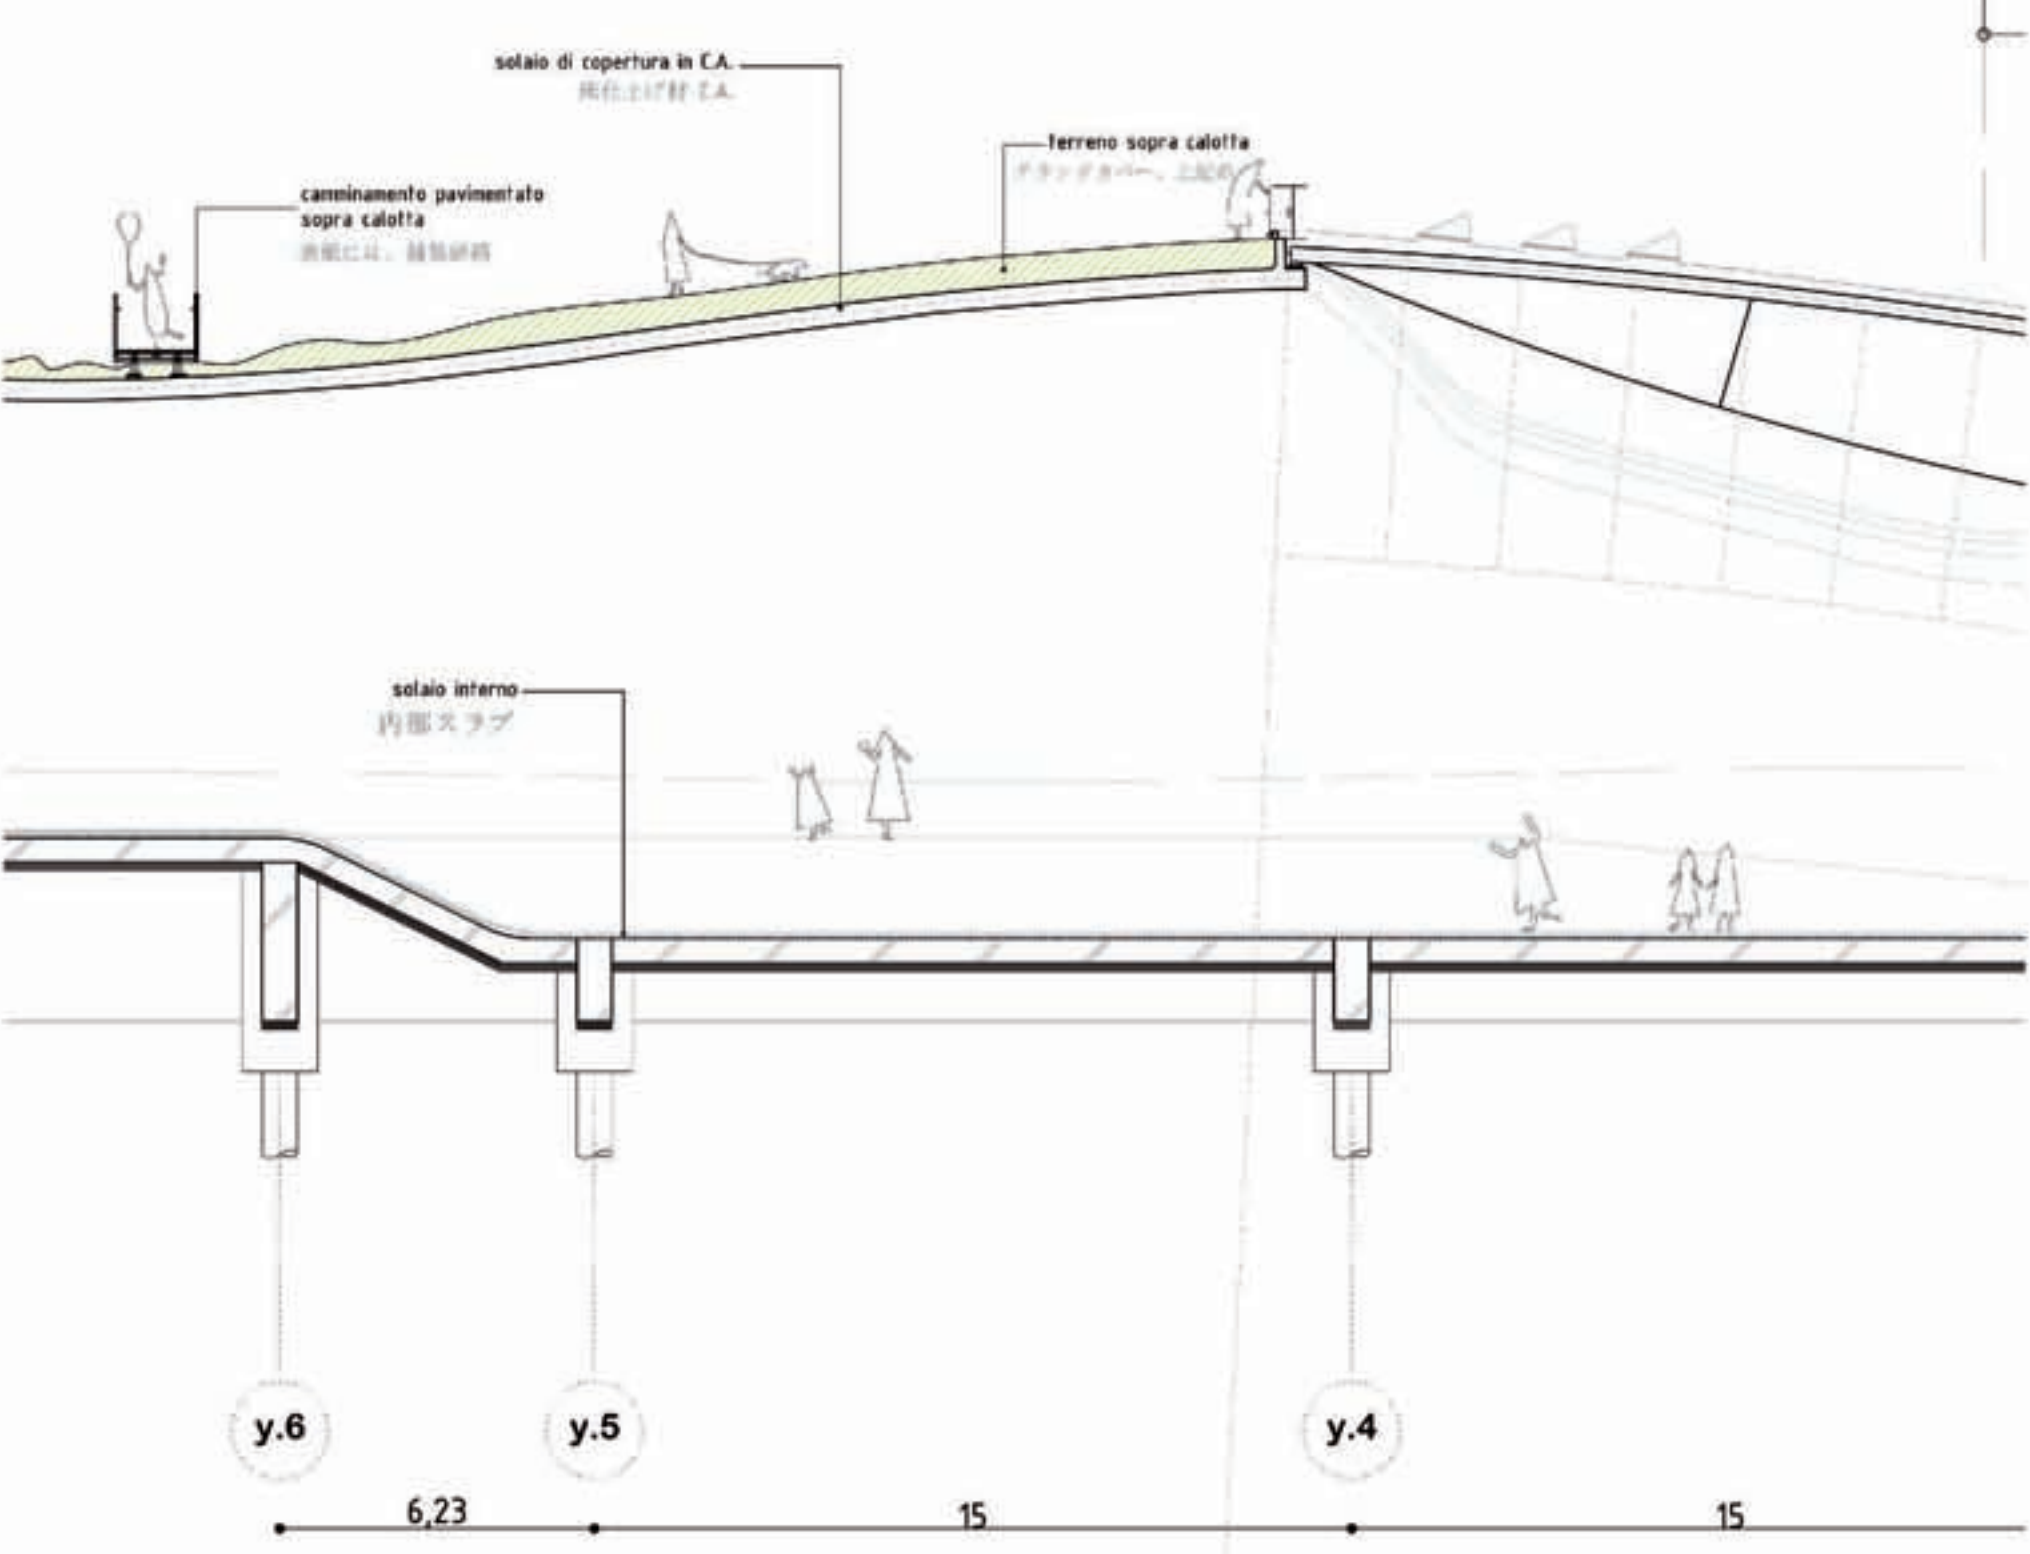 solaio di copertura in C.A.
terreno sopra calotta
camminamento pavimentato
sopra calotta
solaio interno
内部スラブ
y.6
y.5
y.4
6,23
15
15